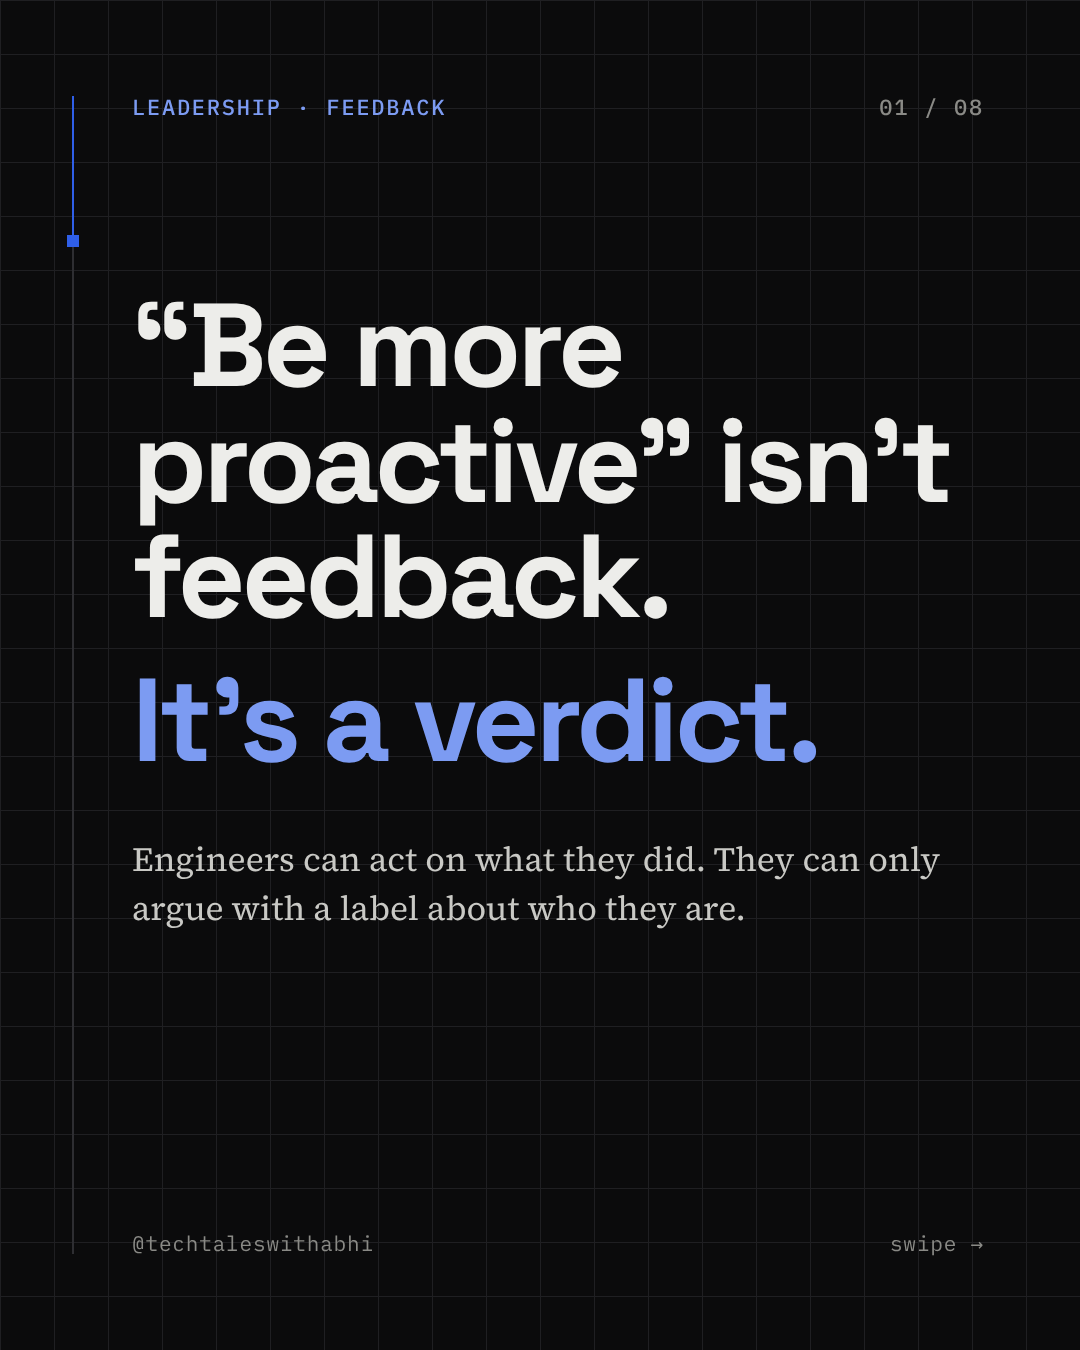 LEADERSHIP · FEEDBACK
01 / 08
“Be more
proactive” isn’t
feedback.
It’s a verdict.
Engineers can act on what they did. They can only
argue with a label about who they are.
@techtaleswithabhi
swipe →